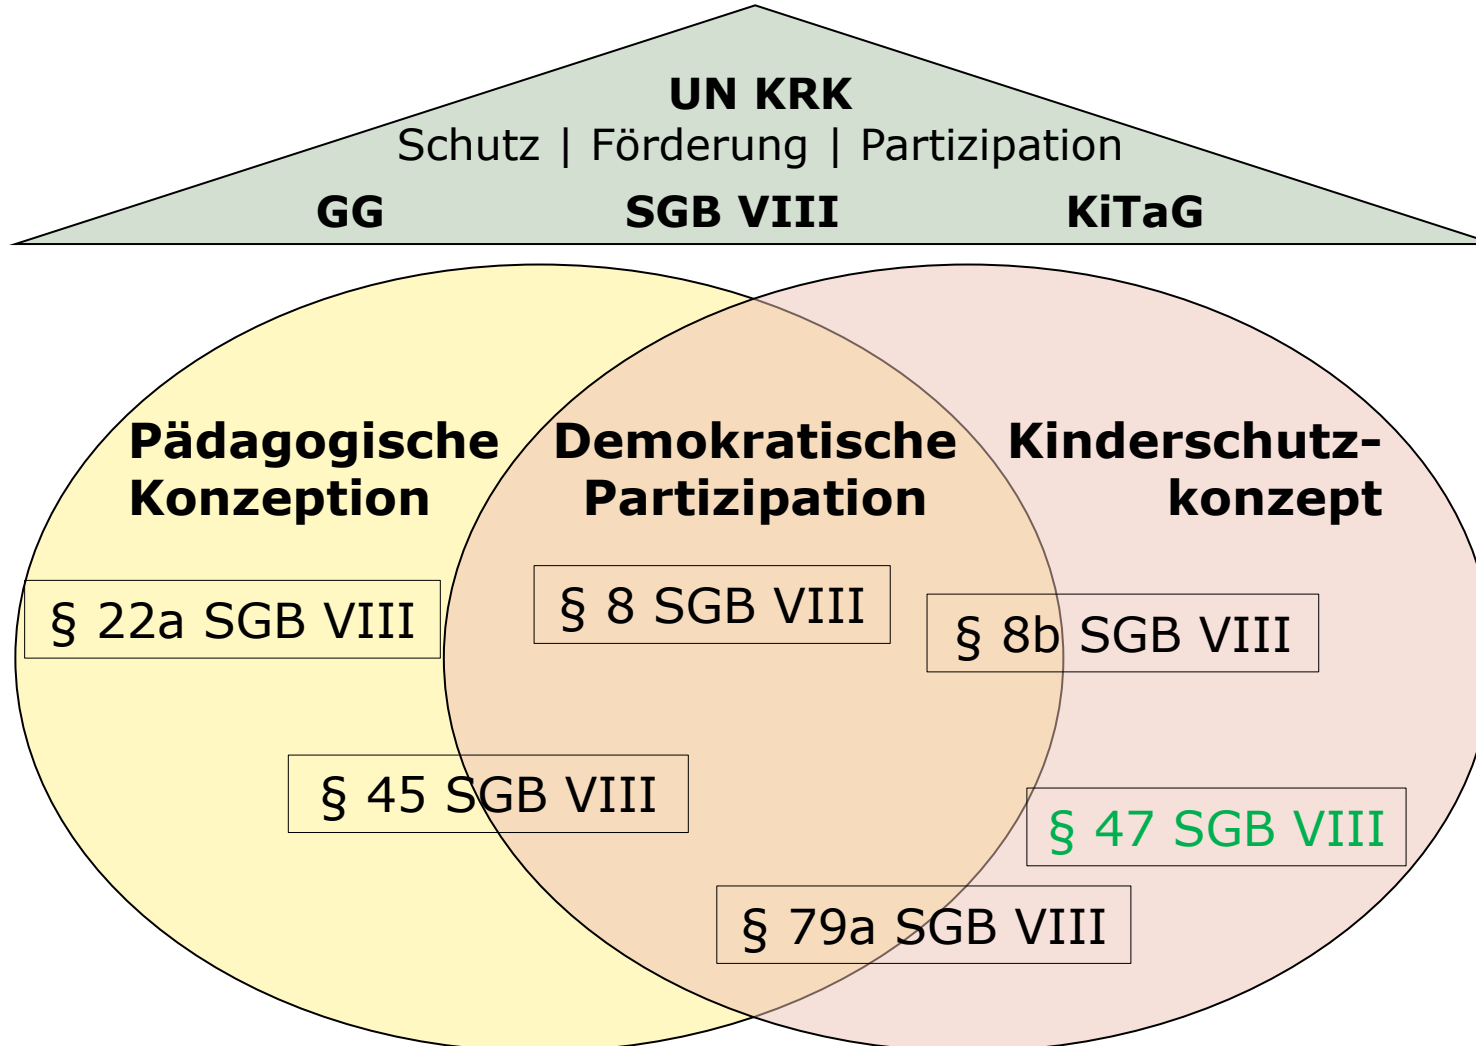 UN KRK
Schutz | Förderung | Partizipation
GG SGB VIII KiTaG
Pädagogische
Konzeption
Demokratische
Partizipation
Kinderschutz–
konzept
§ 22a SGB VIII
§ 8 SGB VIII
§ 8b SGB VIII
§ 45 SGB VIII
§ 47 SGB VIII
§ 79a SGB VIII